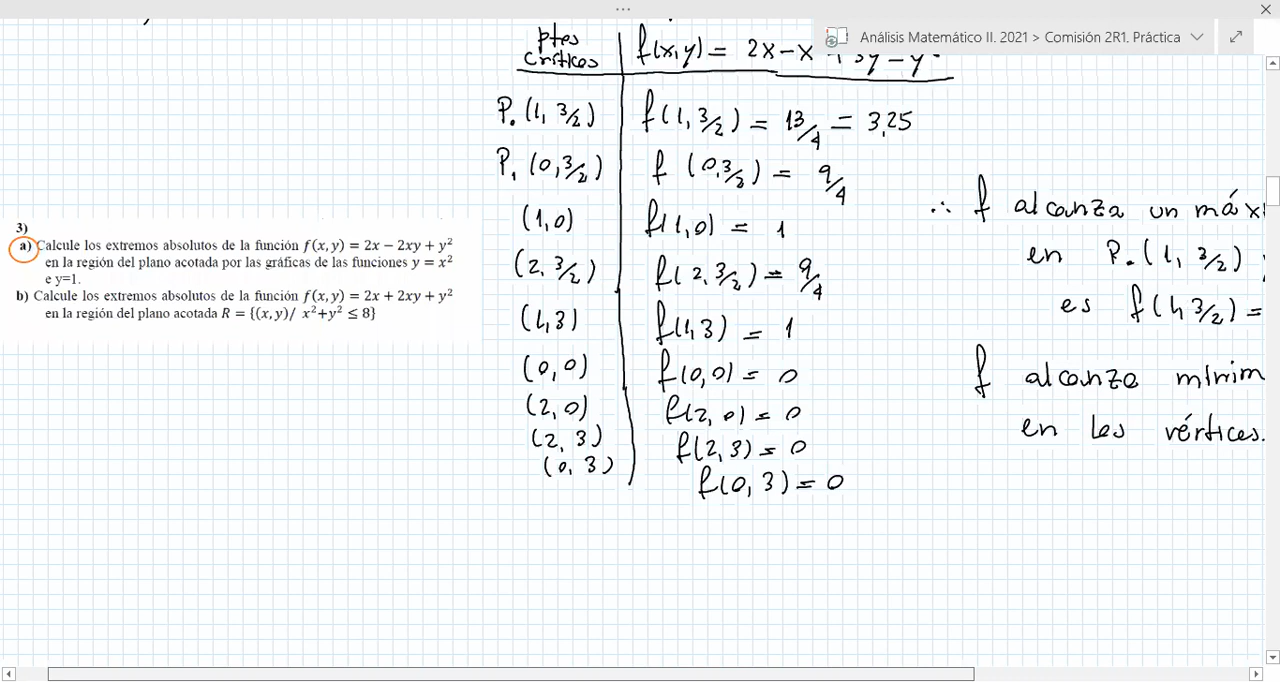 Análisis Matemático II. 2021 > Comisión 2R1. Práctica
ptes
críticos
f(x,y) = 2x-x + 3y-y²
P₀ (1, 3/2) f(1, 3/2) = 13/4 = 3,25
P₁ (0, 3/2) f (0, 3/2) = 9/4
(1,0) f(1,0) = 1
(2, 3/2) f(2, 3/2) = 9/4
(1,3) f(1,3) = 1
(0,0) f(0,0) = 0
(2,0) f(2,0) = 0
(2, 3) f(2,3) = 0
(0, 3) f(0,3) = 0
∴ f alcanza un máxi
en P₀ (1, 3/2) y
es f(1, 3/2) =
f alcanza mínim
en los vértices.
3)
a) Calcule los extremos absolutos de la función f(x, y) = 2x − 2xy + y²
en la región del plano acotada por las gráficas de las funciones y = x²
e y=1.
b) Calcule los extremos absolutos de la función f(x, y) = 2x + 2xy + y²
en la región del plano acotada R = {(x, y)/ x²+y² ≤ 8}